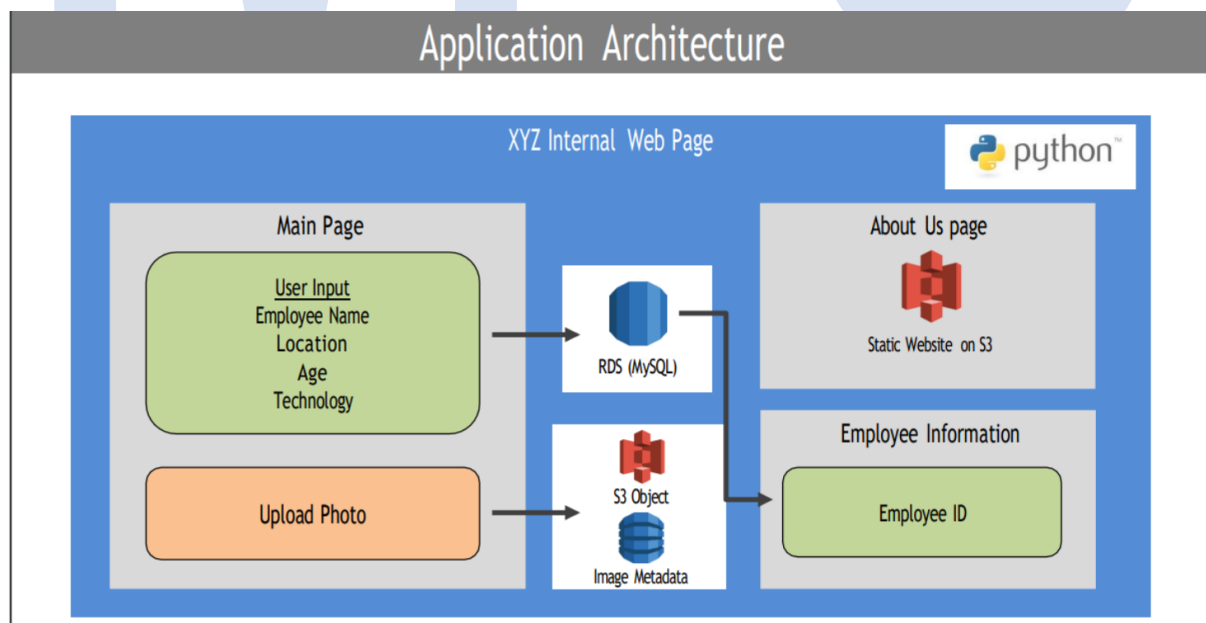 Application Architecture
XYZ Internal Web Page
python™
Main Page
User Input
Employee Name
Location
Age
Technology
Upload Photo
RDS (MySQL)
S3 Object
Image Metadata
About Us page
Static Website on S3
Employee Information
Employee ID